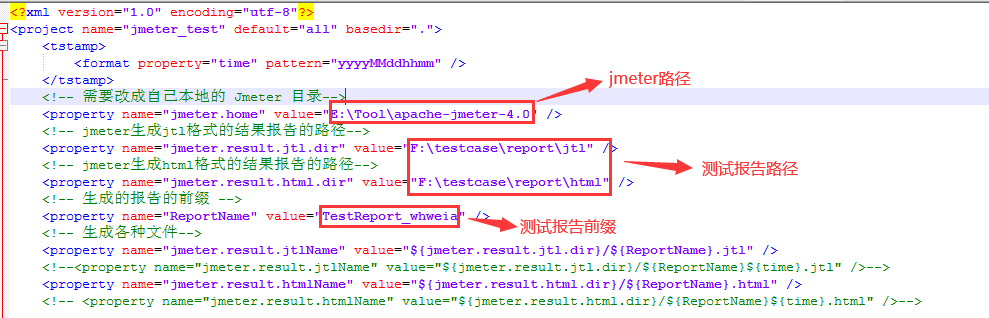 <?xml version="1.0" encoding="utf-8"?>
<project name="jmeter_test" default="all" basedir=".">
<tstamp>
<format property="time" pattern="yyyyMMddhhmm" />
</tstamp>
jmeter路径
<!-- 需要改成自己本地的 Jmeter 目录-->
<property name="jmeter.home" value="E:\Tool\apache-jmeter-4.0" />
<!-- jmeter生成jtl格式的结果报告的路径-->
<property name="jmeter.result.jtl.dir" value="F:\testcase\report\jtl" />
测试报告路径
<!-- jmeter生成html格式的结果报告的路径-->
<property name="jmeter.result.html.dir" value="F:\testcase\report\html" />
<!-- 生成的报告的前缀 -->
<property name="ReportName" value="TestReport_whweia" />
测试报告前缀
<!-- 生成各种文件-->
<property name="jmeter.result.jtlName" value="${jmeter.result.jtl.dir}/${ReportName}.jtl" />
<!--<property name="jmeter.result.jtlName" value="${jmeter.result.jtl.dir}/${ReportName}${time}.jtl" />-->
<property name="jmeter.result.htmlName" value="${jmeter.result.html.dir}/${ReportName}.html" />
<!-- <property name="jmeter.result.htmlName" value="${jmeter.result.html.dir}/${ReportName}${time}.html" />-->